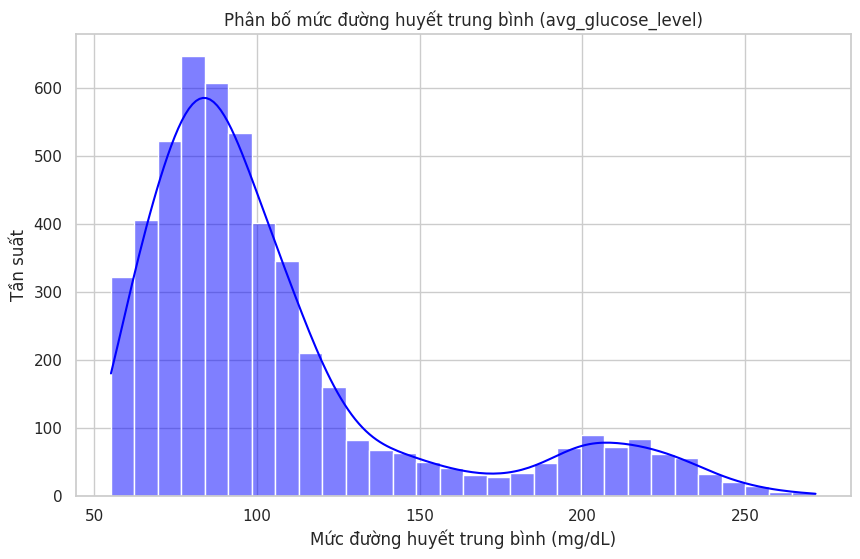 Phân bố mức đường huyết trung bình (avg_glucose_level)
Tần suất
600
500
400
300
200
100
0
50 100 150 200 250
Mức đường huyết trung bình (mg/dL)